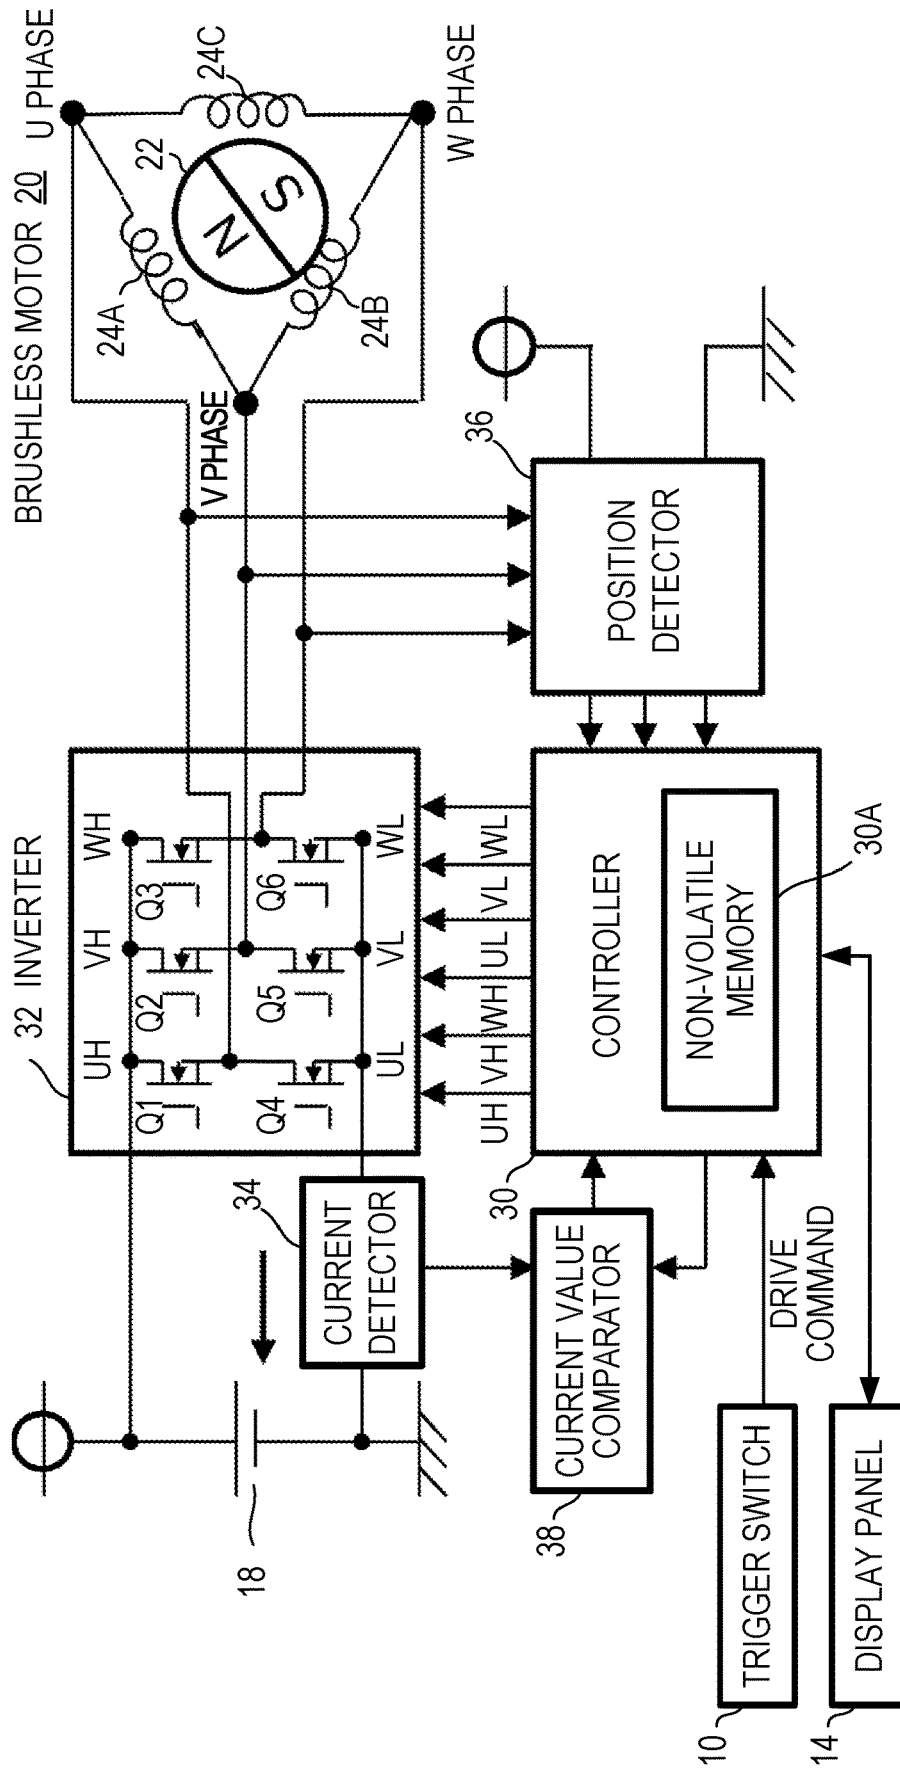 BRUSHLESS MOTOR 20
U PHASE
24C
22
24A
S
N
24B
V PHASE
W PHASE
32 INVERTER
UH
VH
WH
Q1
Q2
Q3
Q4
Q5
Q6
UL
VL
WL
18
34
CURRENT
DETECTOR
36
POSITION
DETECTOR
UH
VH
WH
UL
VL
WL
30
CONTROLLER
NON-VOLATILE
MEMORY
30A
38
CURRENT VALUE
COMPARATOR
DRIVE
COMMAND
10
TRIGGER SWITCH
14
DISPLAY PANEL